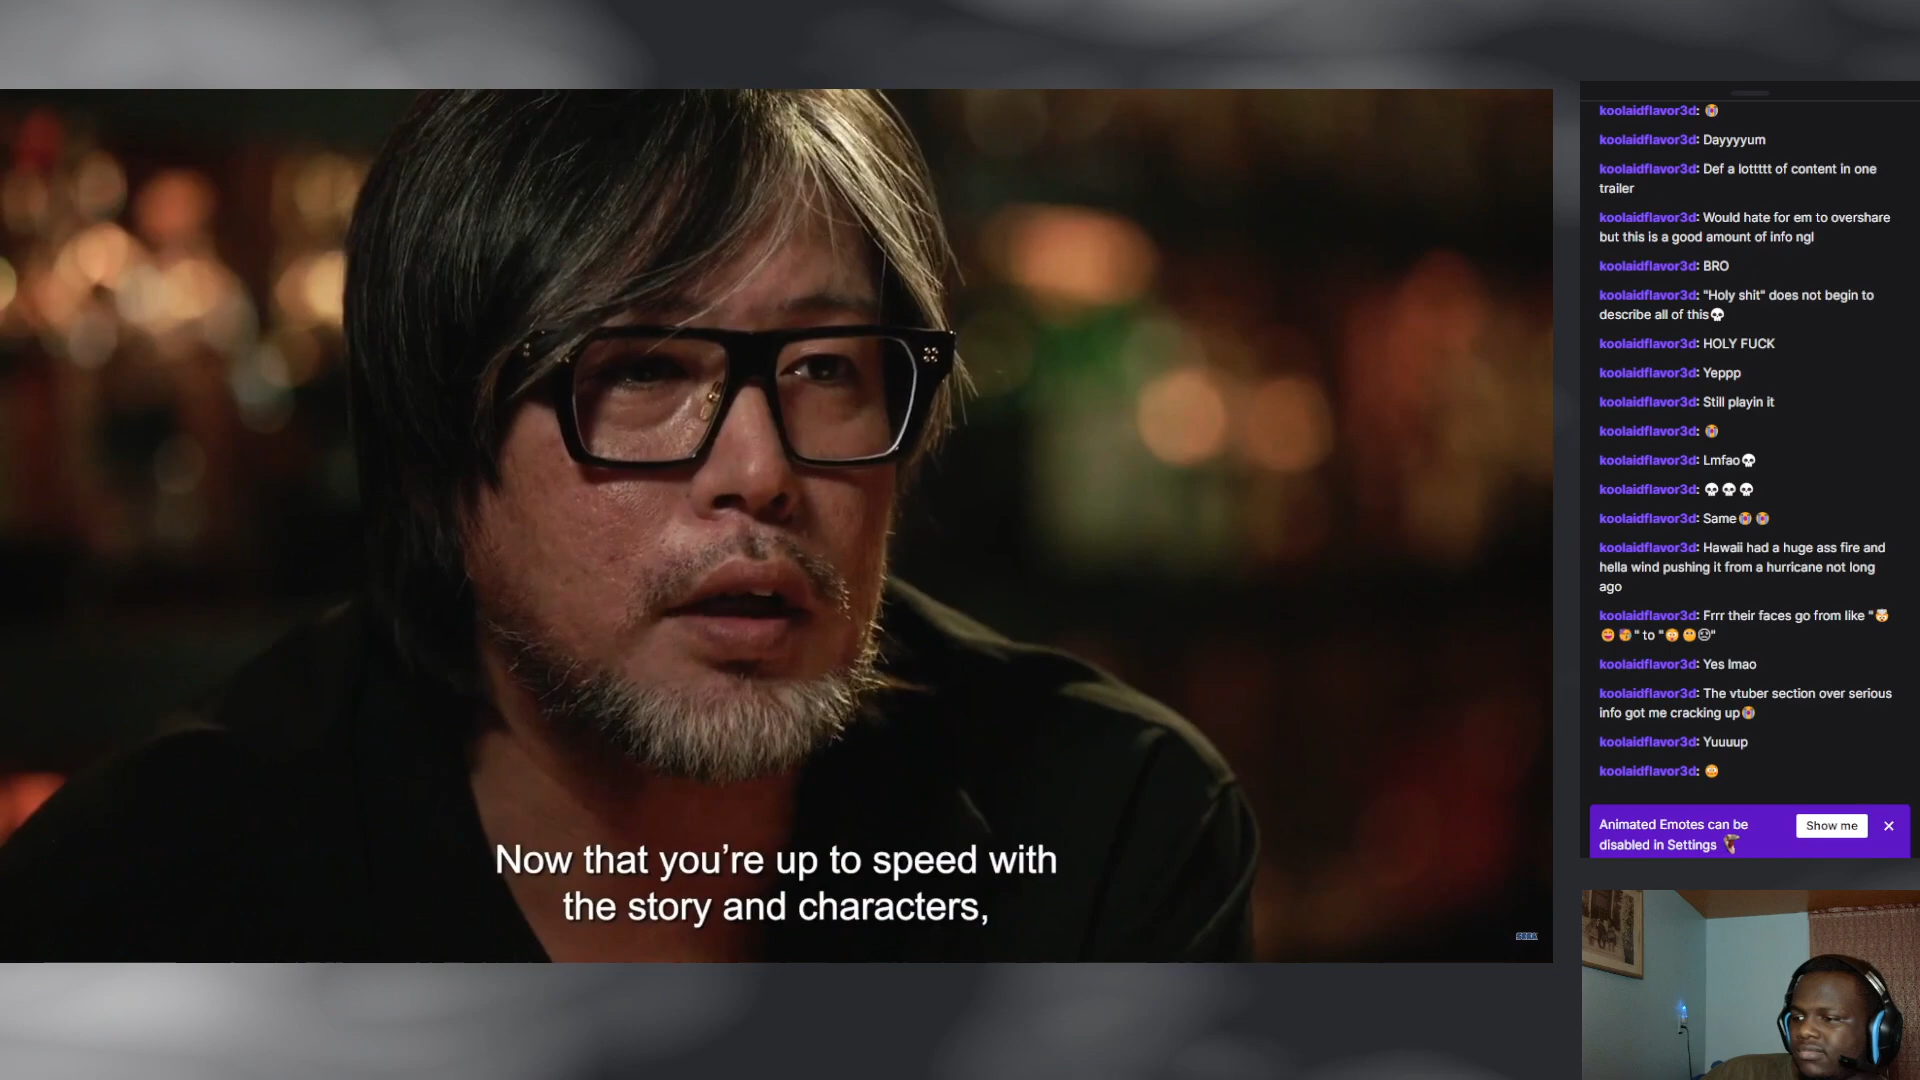 koolaidflavor3d: 😭
koolaidflavor3d: Dayyyyum
koolaidflavor3d: Def a lottttt of content in one
trailer
koolaidflavor3d: Would hate for em to overshare
but this is a good amount of info ngl
koolaidflavor3d: BRO
koolaidflavor3d: "Holy shit" does not begin to
describe all of this💀
koolaidflavor3d: HOLY FUCK
koolaidflavor3d: Yeppp
koolaidflavor3d: Still playin it
koolaidflavor3d: 😭
koolaidflavor3d: Lmfao💀
koolaidflavor3d: 💀💀💀
koolaidflavor3d: Same😭😭
koolaidflavor3d: Hawaii had a huge ass fire and
hella wind pushing it from a hurricane not long
ago
koolaidflavor3d: Frrr their faces go from like "🤯
😄🥳" to "😳😶😟"
koolaidflavor3d: Yes lmao
koolaidflavor3d: The vtuber section over serious
info got me cracking up😭
koolaidflavor3d: Yuuuup
koolaidflavor3d: 😳
Animated Emotes can be
disabled in Settings
Show me
Now that you're up to speed with
the story and characters,
SEGA